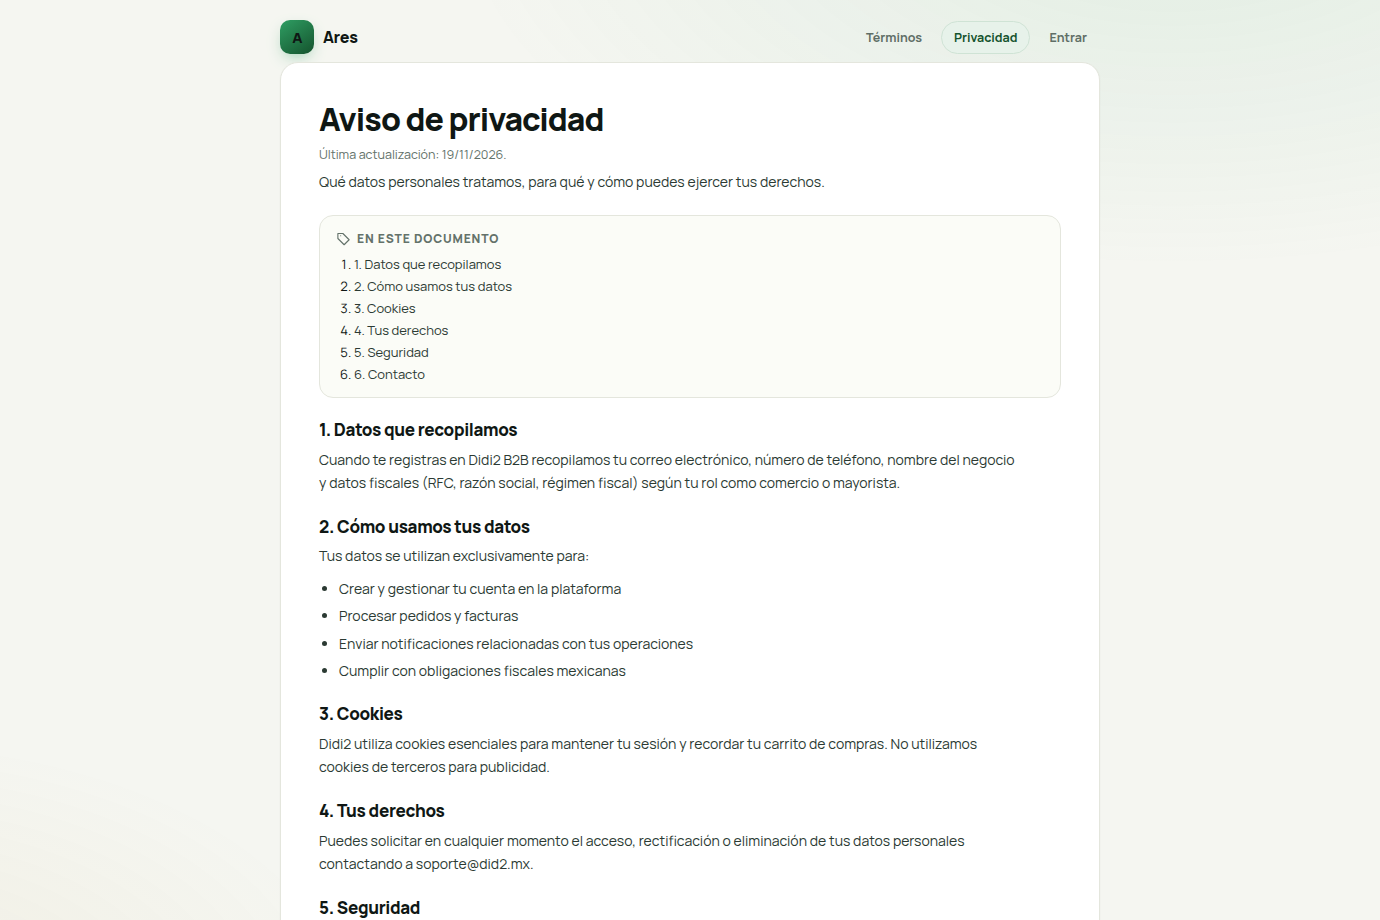 A Ares
Términos Privacidad Entrar
Aviso de privacidad
Última actualización: 19/11/2026.
Qué datos personales tratamos, para qué y cómo puedes ejercer tus derechos.
EN ESTE DOCUMENTO
1. 1. Datos que recopilamos
2. 2. Cómo usamos tus datos
3. 3. Cookies
4. 4. Tus derechos
5. 5. Seguridad
6. 6. Contacto
1. Datos que recopilamos
Cuando te registras en Didi2 B2B recopilamos tu correo electrónico, número de teléfono, nombre del negocio
y datos fiscales (RFC, razón social, régimen fiscal) según tu rol como comercio o mayorista.
2. Cómo usamos tus datos
Tus datos se utilizan exclusivamente para:
• Crear y gestionar tu cuenta en la plataforma
• Procesar pedidos y facturas
• Enviar notificaciones relacionadas con tus operaciones
• Cumplir con obligaciones fiscales mexicanas
3. Cookies
Didi2 utiliza cookies esenciales para mantener tu sesión y recordar tu carrito de compras. No utilizamos
cookies de terceros para publicidad.
4. Tus derechos
Puedes solicitar en cualquier momento el acceso, rectificación o eliminación de tus datos personales
contactando a soporte@did2.mx.
5. Seguridad